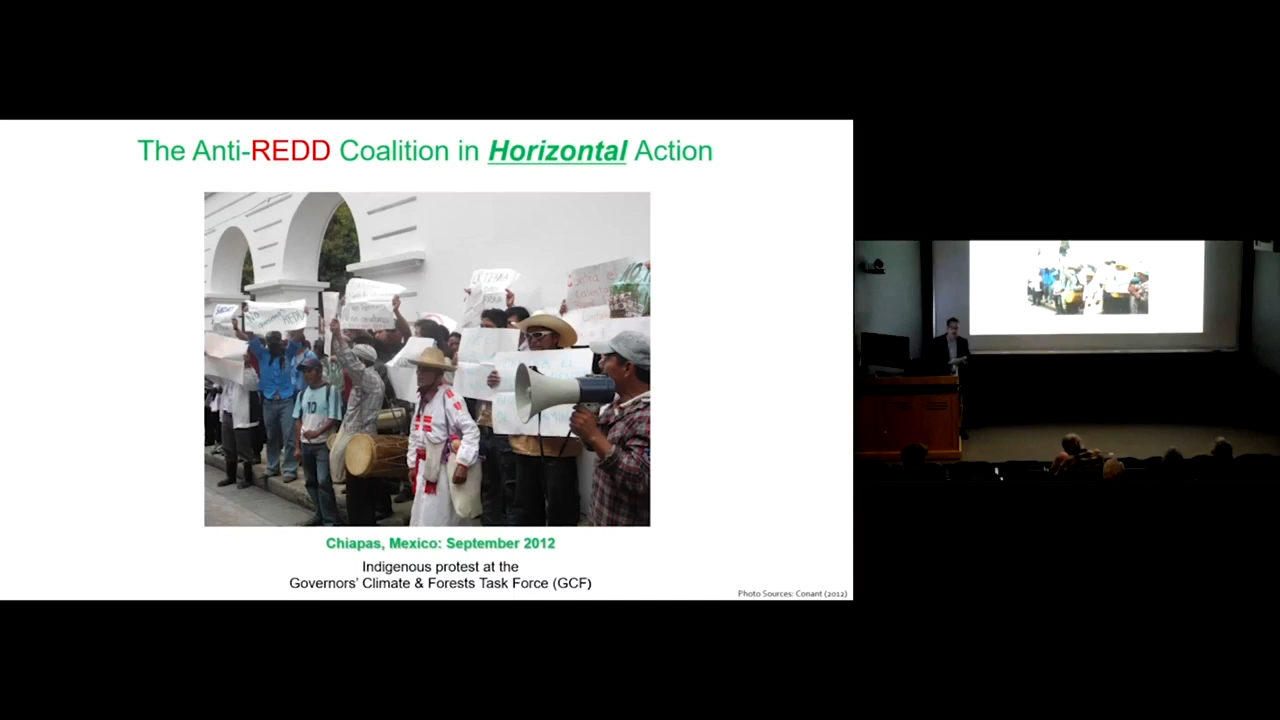 The Anti-REDD Coalition in Horizontal Action
REDD
Chiapas, Mexico: September 2012
Indigenous protest at the
Governors' Climate & Forests Task Force (GCF)
Photo Sources: Conant (2012)